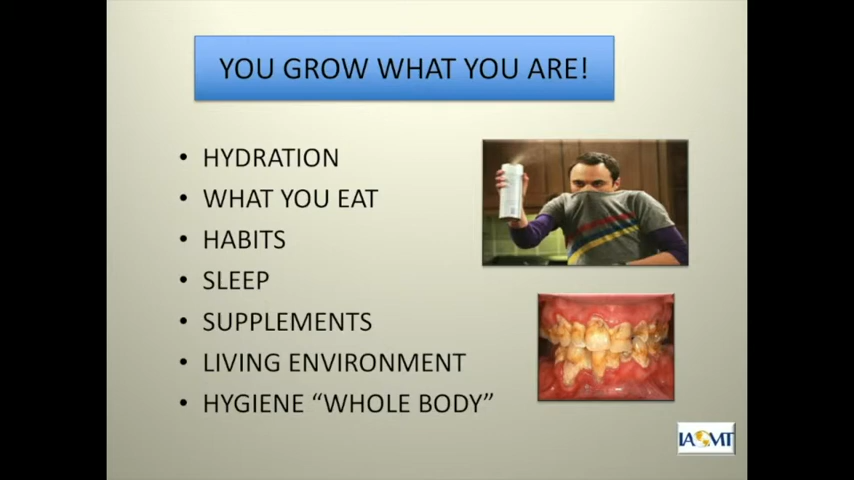 YOU GROW WHAT YOU ARE!
• HYDRATION
• WHAT YOU EAT
• HABITS
• SLEEP
• SUPPLEMENTS
• LIVING ENVIRONMENT
• HYGIENE “WHOLE BODY”
IAOMT